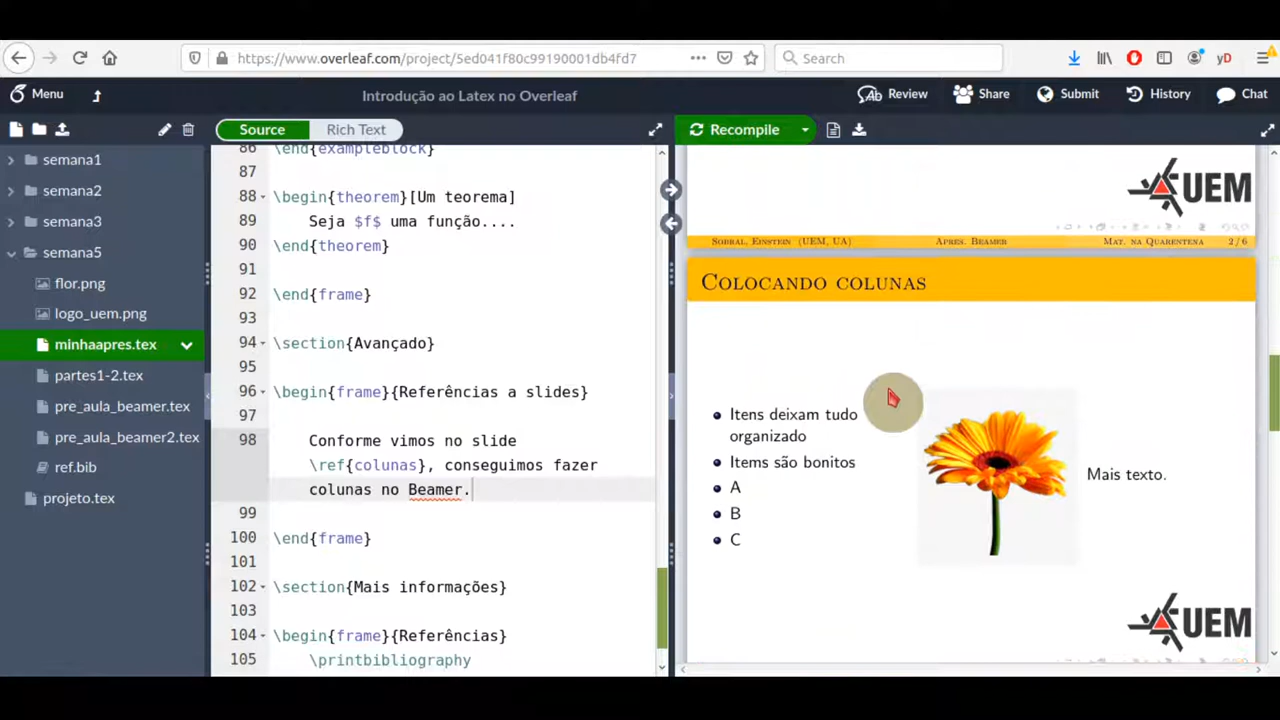 https://www.overleaf.com/project/5ed041f80c99190001db4fd7
Search
yD
Menu
Introdução ao Latex no Overleaf
Review
Share
Submit
History
Chat
Source
Rich Text
Recompile
semana1
semana2
semana3
semana5
flor.png
logo_uem.png
minhaapres.tex
partes1-2.tex
pre_aula_beamer.tex
pre_aula_beamer2.tex
ref.bib
projeto.tex
86 \end{exampleblock}
87
88 \begin{theorem}[Um teorema]
89 Seja $f$ uma função....
90 \end{theorem}
91
92 \end{frame}
93
94 \section{Avançado}
95
96 \begin{frame}{Referências a slides}
97
98 Conforme vimos no slide
\ref{colunas}, conseguimos fazer
colunas no Beamer.
99
100 \end{frame}
101
102 \section{Mais informações}
103
104 \begin{frame}{Referências}
105 \printbibliography
UEM
Sobral, Einstein (UEM, UA) Apres. Beamer Mat. na Quarentena 2/6
Colocando colunas
Itens deixam tudo
organizado
Items são bonitos
A
B
C
Mais texto.
UEM